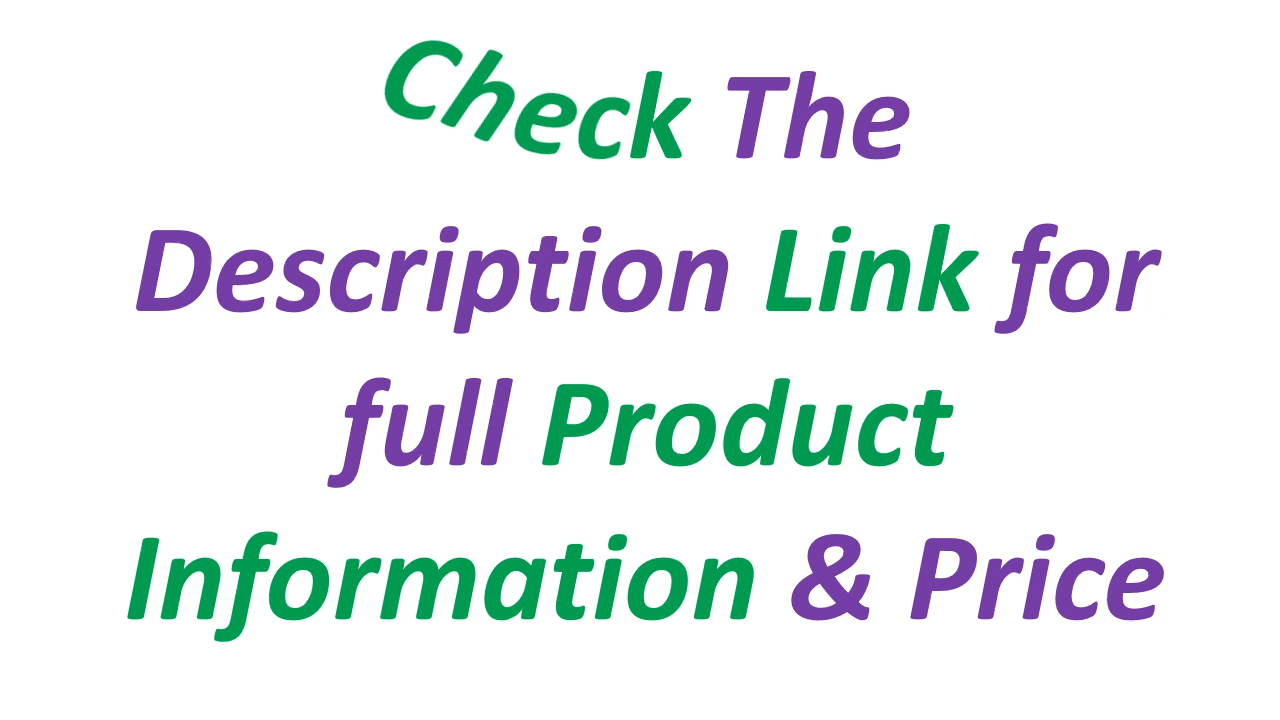 Check The
Description Link for
full Product
Information & Price